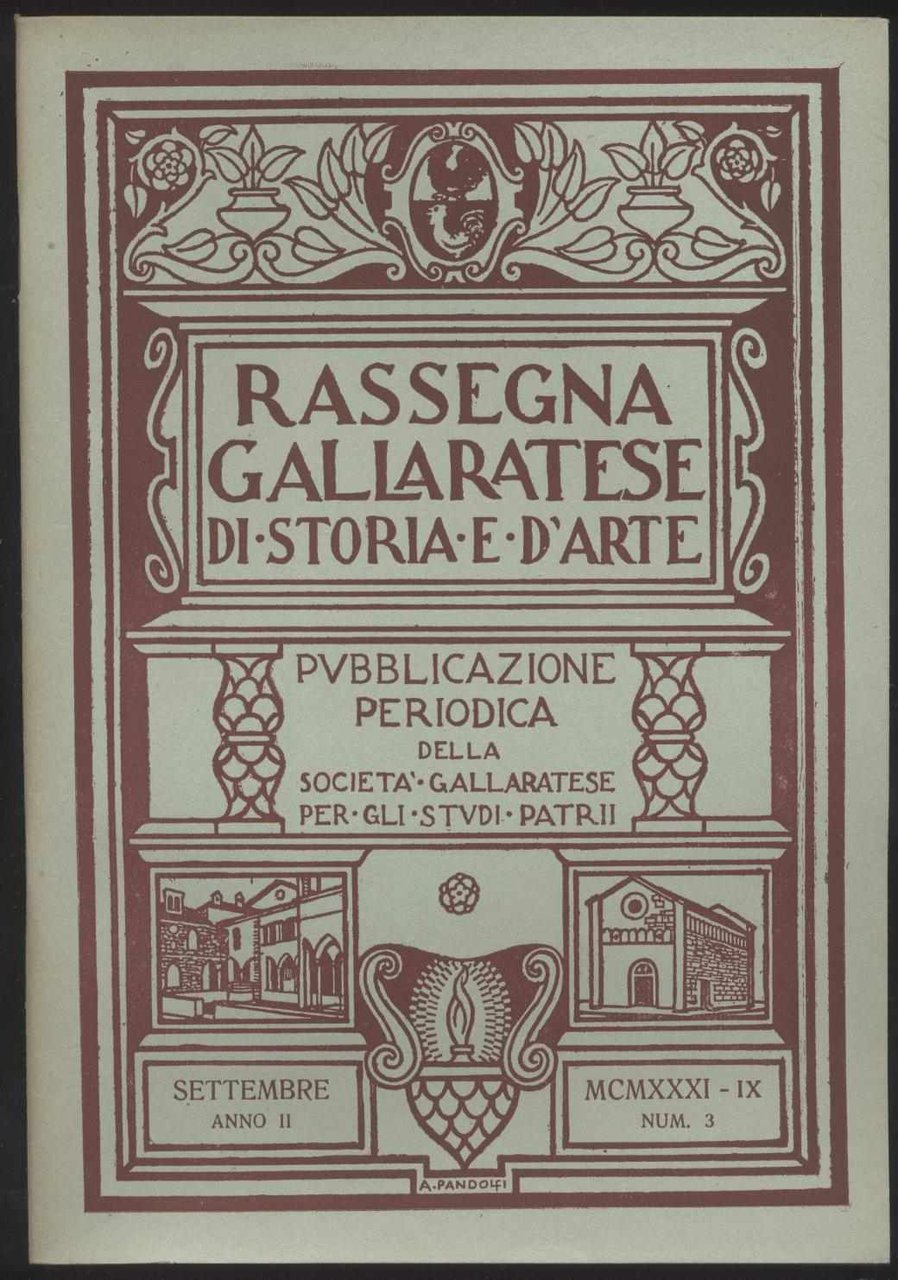 RASSEGNA
GALLARATESE
DI·STORIA·E·D'ARTE
PVBBLICAZIONE
PERIODICA
DELLA
SOCIETA'·GALLARATESE
PER·GLI·STVDI·PATRII
SETTEMBRE
ANNO II
MCMXXXI - IX
NUM. 3
A. PANDOLFI